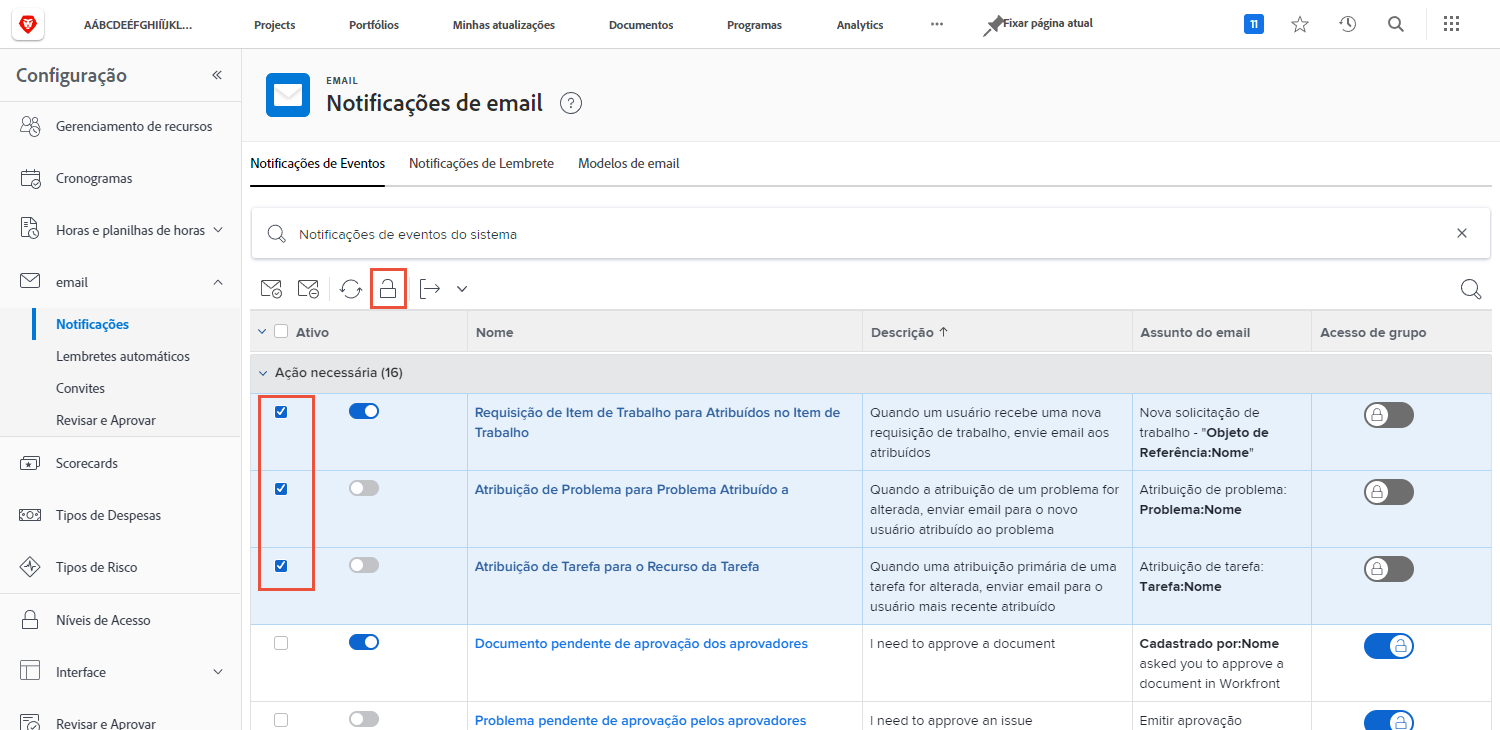 AÁBCDEÉFGHIÍÏJKL...
Projects
Portfólios
Minhas atualizações
Documentos
Programas
Analytics
Fixar página atual
11
Configuração
Gerenciamento de recursos
Cronogramas
Horas e planilhas de horas
email
Notificações
Lembretes automáticos
Convites
Revisar e Aprovar
Scorecards
Tipos de Despesas
Tipos de Risco
Níveis de Acesso
Interface
Revisar e Aprovar
EMAIL
Notificações de email
?
Notificações de Eventos
Notificações de Lembrete
Modelos de email
Notificações de eventos do sistema
Ativo
Nome
Descrição ↑
Assunto do email
Acesso de grupo
Ação necessária (16)
Requisição de Item de Trabalho para Atribuídos no Item de
Trabalho
Quando um usuário recebe uma nova
requisição de trabalho, envie email aos
atribuídos
Nova solicitação de
trabalho - "Objeto de
Referência:Nome"
Atribuição de Problema para Problema Atribuído a
Quando a atribuição de um problema for
alterada, enviar email para o novo
usuário atribuído ao problema
Atribuição de problema:
Problema:Nome
Atribuição de Tarefa para o Recurso da Tarefa
Quando uma atribuição primária de uma
tarefa for alterada, enviar email para o
usuário mais recente atribuído
Atribuição de tarefa:
Tarefa:Nome
Documento pendente de aprovação dos aprovadores
I need to approve a document
Cadastrado por:Nome
asked you to approve a
document in Workfront
Problema pendente de aprovação pelos aprovadores
I need to approve an issue
Emitir aprovação